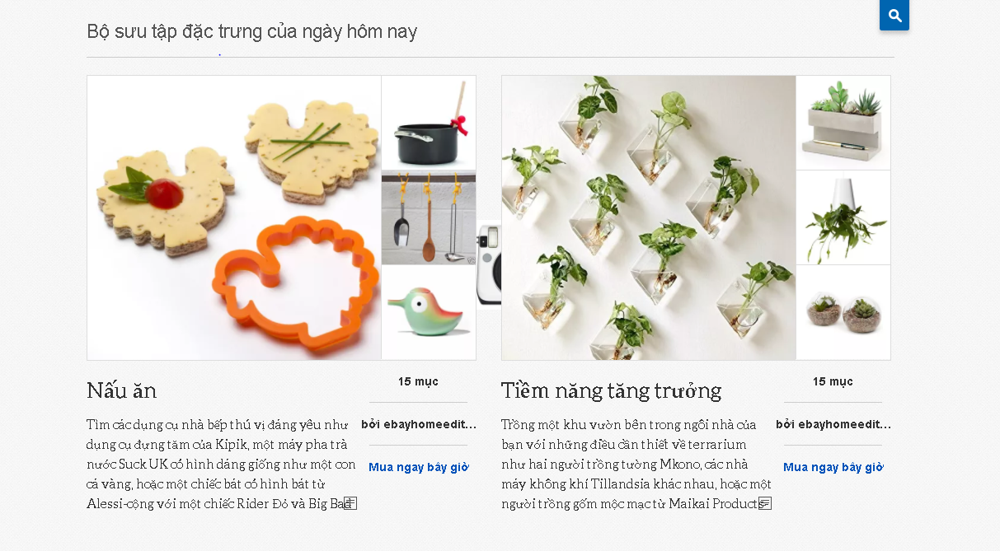 Bộ sưu tập đặc trưng của ngày hôm nay
Nấu ăn
15 mục
Tìm các dụng cụ nhà bếp thú vị đáng yêu như
dụng cụ đựng tăm của Kipik, một máy pha trà
nước Suck UK có hình dáng giống như một con
cá vàng, hoặc một chiếc bát có hình bát từ
Alessi-cộng với một chiếc Rider Đỏ và Big Bad
bởi ebayhomeedit...
Mua ngay bây giờ
Tiềm năng tăng trưởng
15 mục
Trồng một khu vườn bên trong ngôi nhà của
bạn với những điều cần thiết về terrarium
như hai người trồng tường Mkono, các nhà
máy không khí Tillandsia khác nhau, hoặc một
người trồng gốm mộc mạc từ Maikai Products
bởi ebayhomeedit...
Mua ngay bây giờ